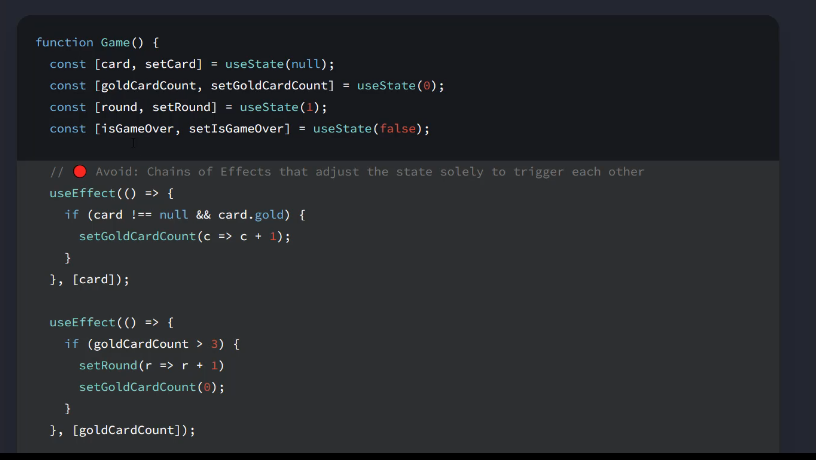 function Game() {
const [card, setCard] = useState(null);
const [goldCardCount, setGoldCardCount] = useState(0);
const [round, setRound] = useState(1);
const [isGameOver, setIsGameOver] = useState(false);
// 🔴 Avoid: Chains of Effects that adjust the state solely to trigger each other
useEffect(() => {
if (card !== null && card.gold) {
setGoldCardCount(c => c + 1);
}
}, [card]);
useEffect(() => {
if (goldCardCount > 3) {
setRound(r => r + 1)
setGoldCardCount(0);
}
}, [goldCardCount]);